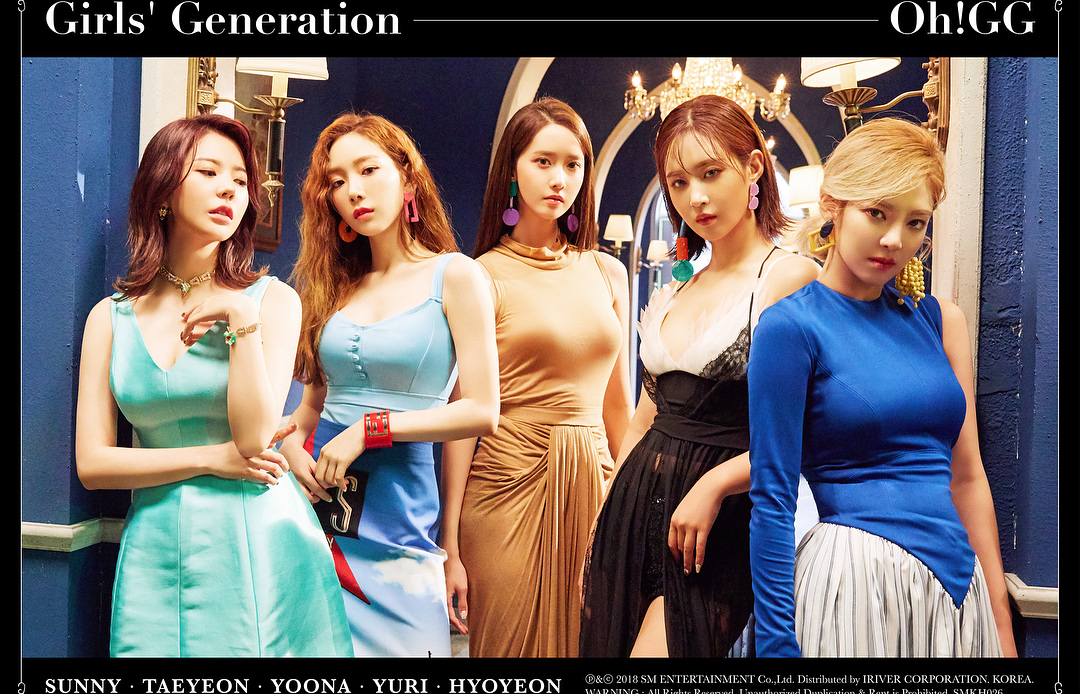 Girls' Generation Oh!GG
SUNNY · TAEYEON · YOONA · YURI · HYOYEON
℗&© 2018 SM ENTERTAINMENT Co.,Ltd. Distributed by IRIVER CORPORATION. KOREA.
WARNING : All Rights Reserved. Unauthorized Duplication & Rent is Prohibited. SMKHN